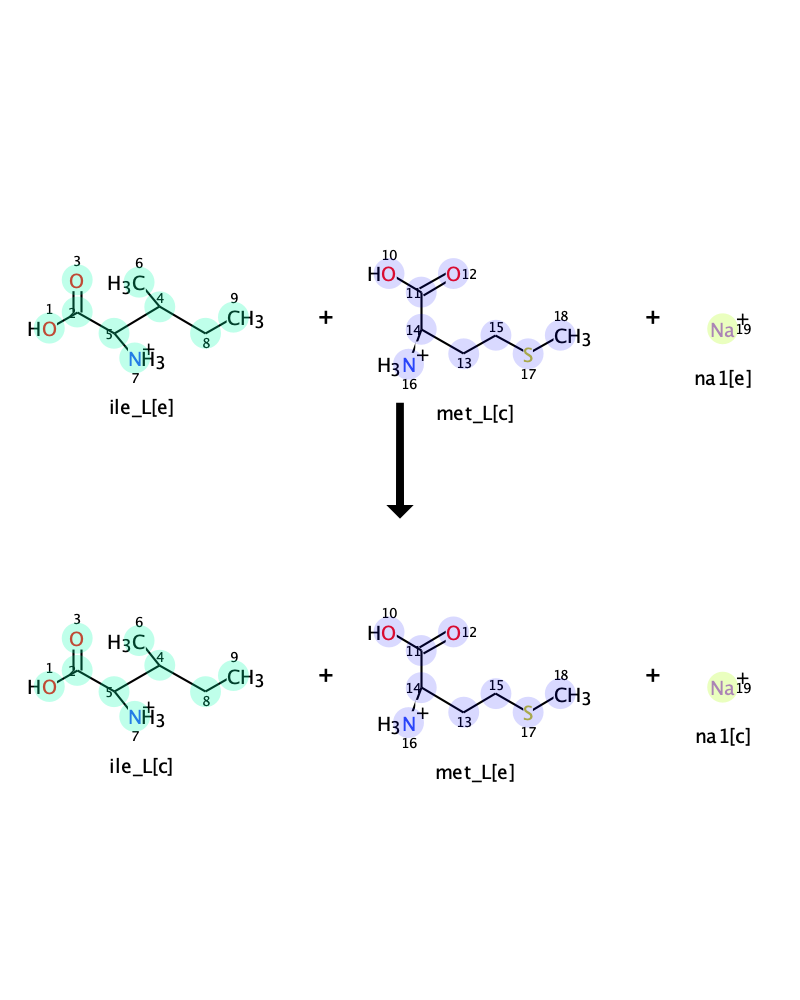 3 6 9 1 2 4 5 8 7
O H3C CH3 HO NH3 +
ile_L[e]
+
10 11 12 14 15 18 13 17 16
HO O H3N + S CH3
met_L[c]
+
Na + 19
na1[e]
3 6 9 1 2 4 5 8 7
O H3C CH3 HO NH3 +
ile_L[c]
+
10 11 12 14 15 18 13 17 16
HO O H3N + S CH3
met_L[e]
+
Na + 19
na1[c]